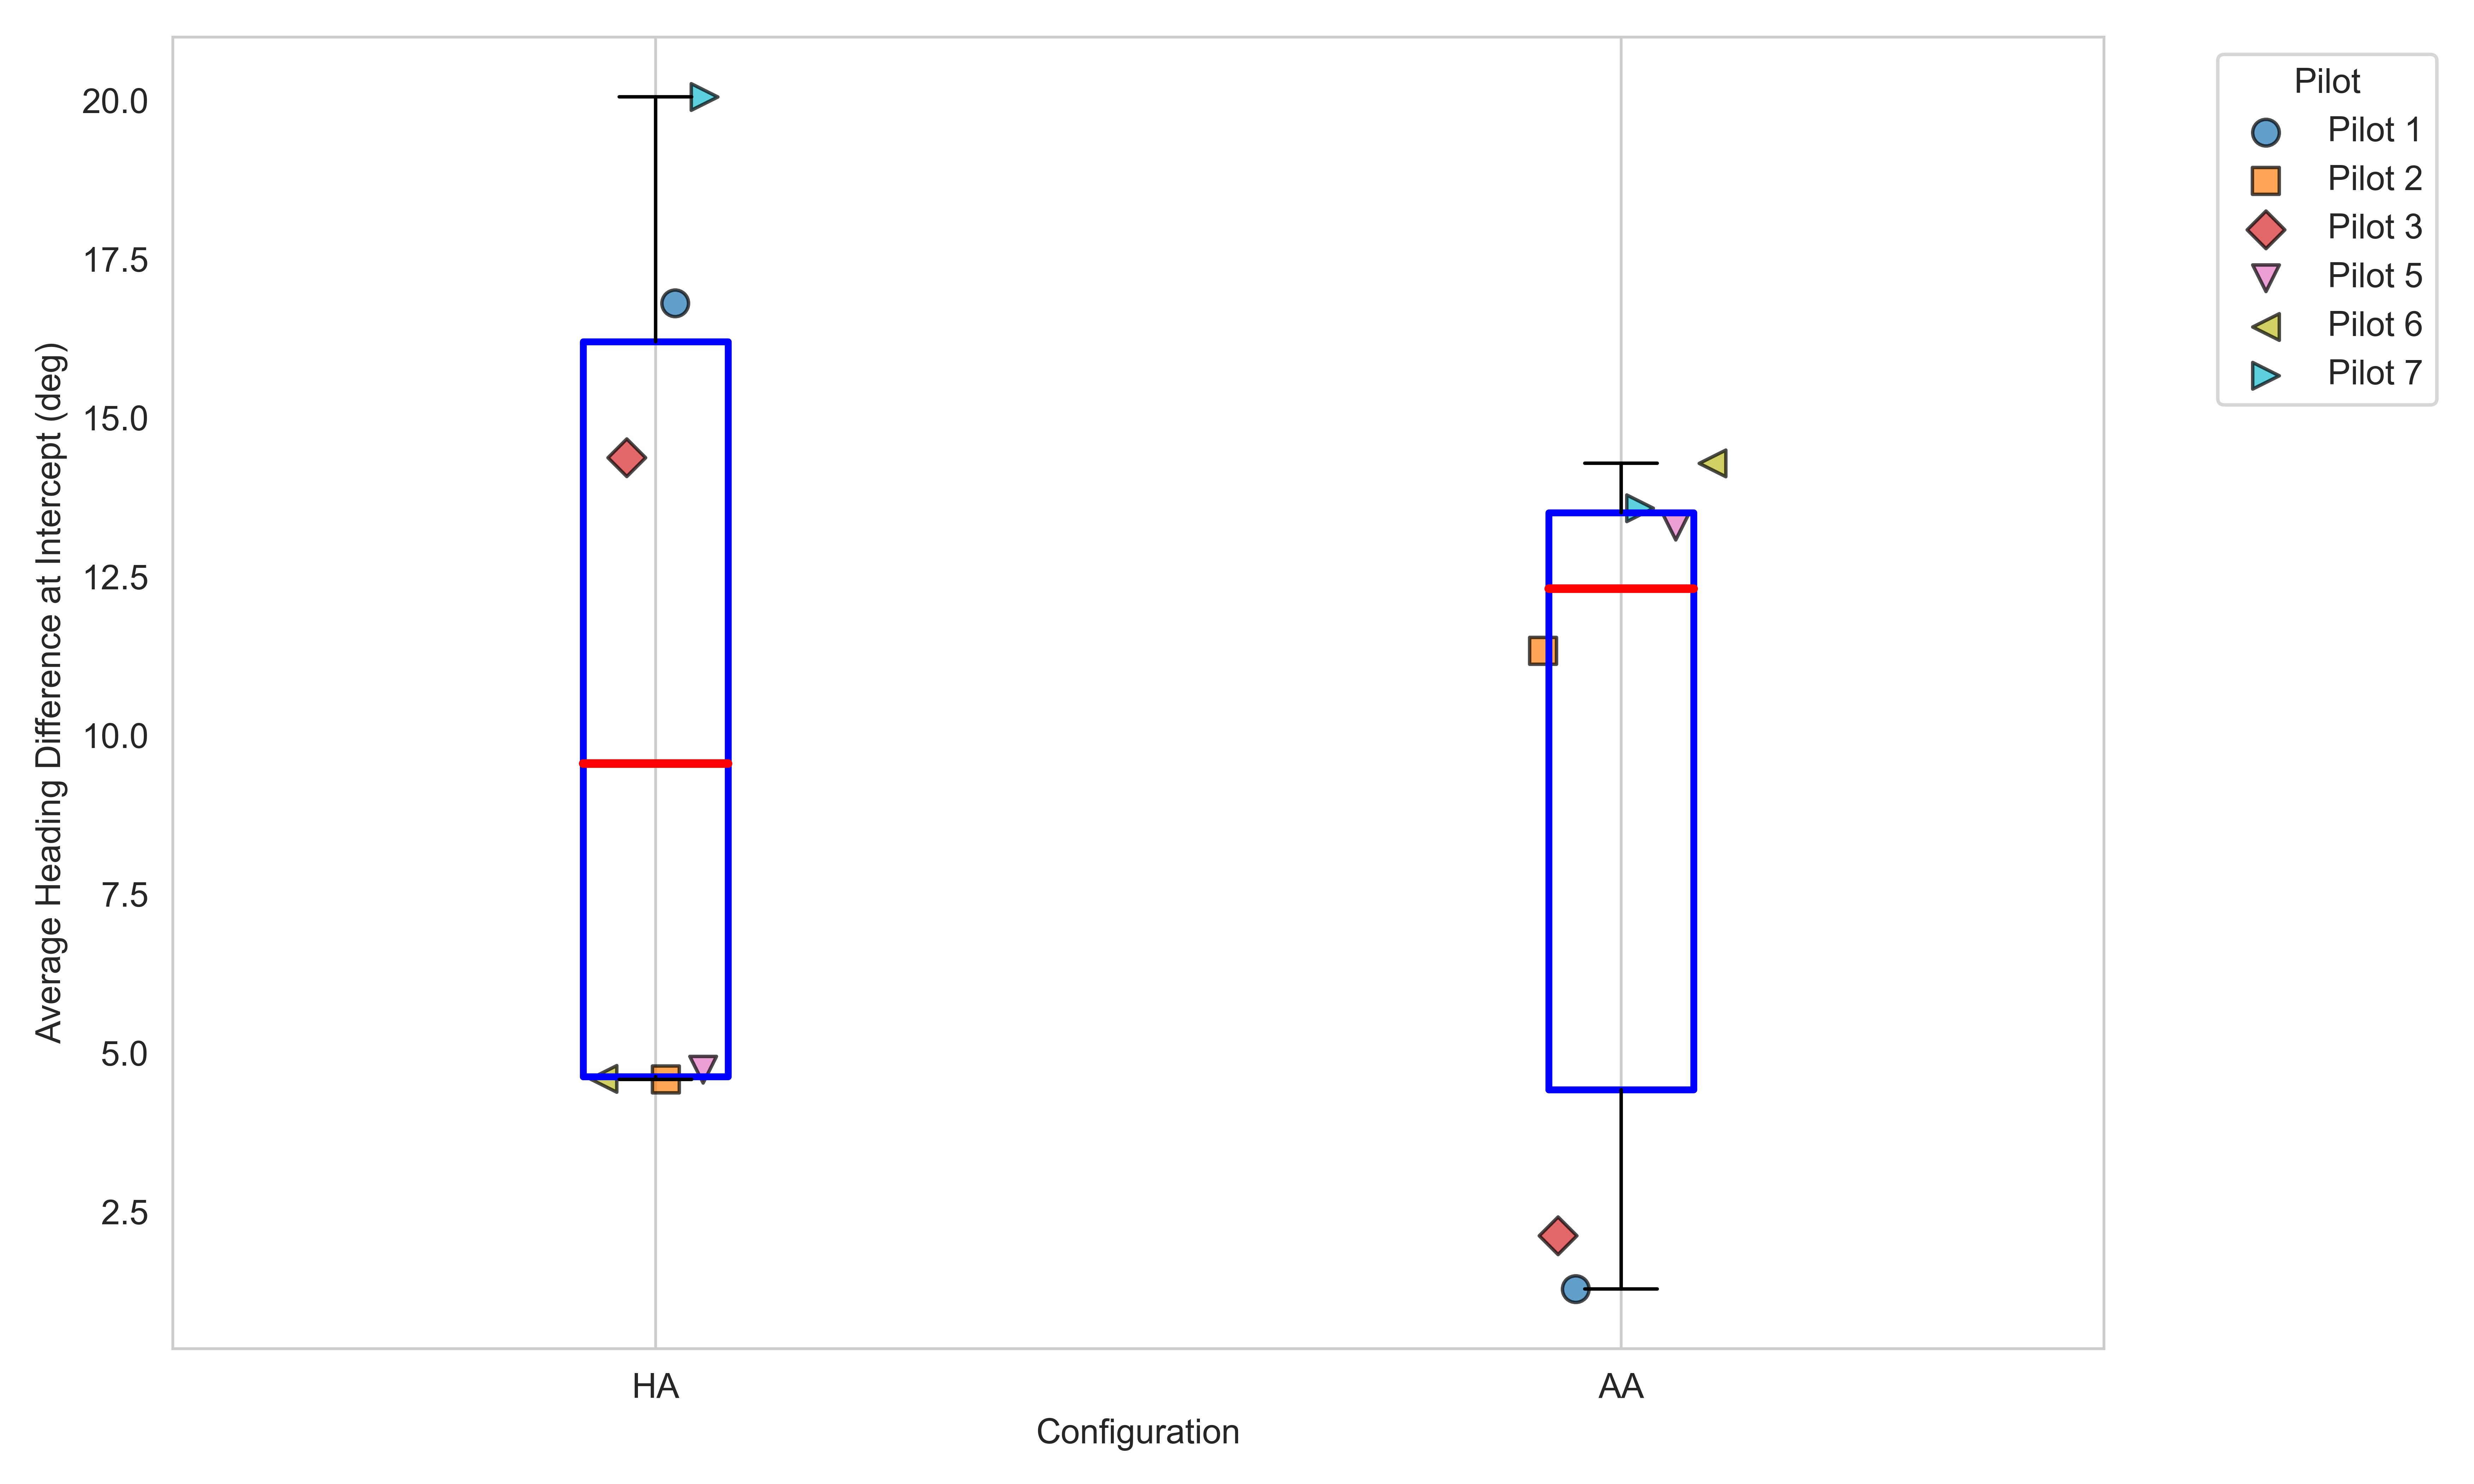 Average Heading Difference at Intercept (deg)
20.0
17.5
15.0
12.5
10.0
7.5
5.0
2.5
HA
AA
Configuration
Pilot
Pilot 1
Pilot 2
Pilot 3
Pilot 5
Pilot 6
Pilot 7